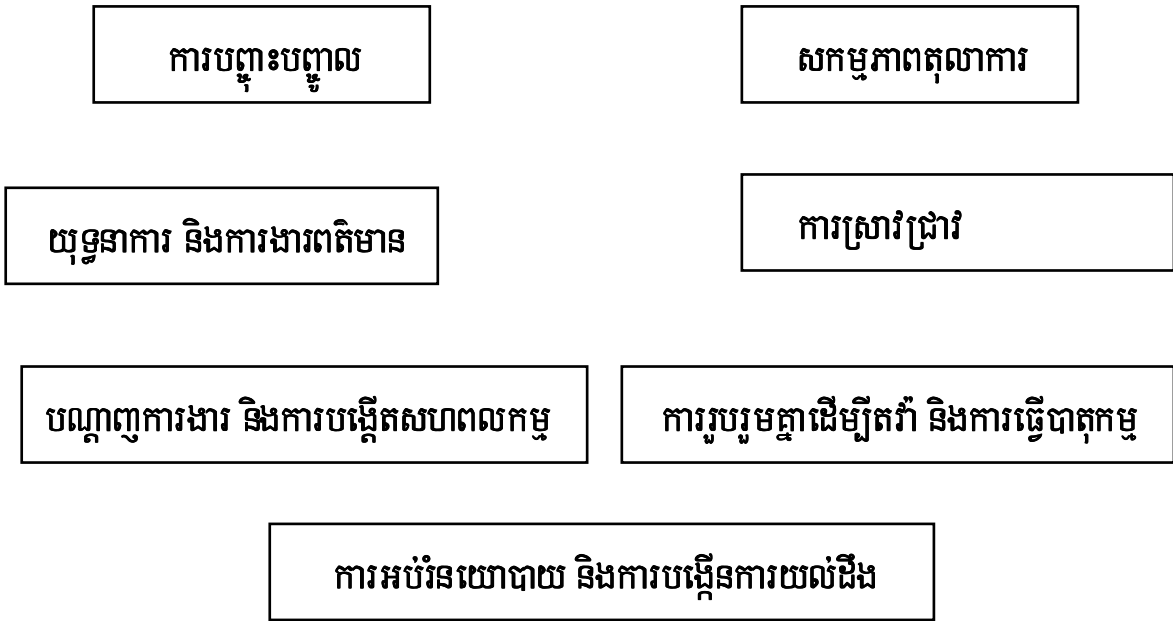 ការបញ្ចុះបញ្ចូល
សកម្មភាពតុលាការ
យុទ្ធនាការ និងការងារពត៌មាន
ការស្រាវជ្រាវ
បណ្តាញការងារ និងការបង្កើតសហពលកម្ម
ការរួបរួមគ្នាដើម្បីតវ៉ា និងការធ្វើបាតុកម្ម
ការអប់រំនយោបាយ និងការបង្កើនការយល់ដឹង